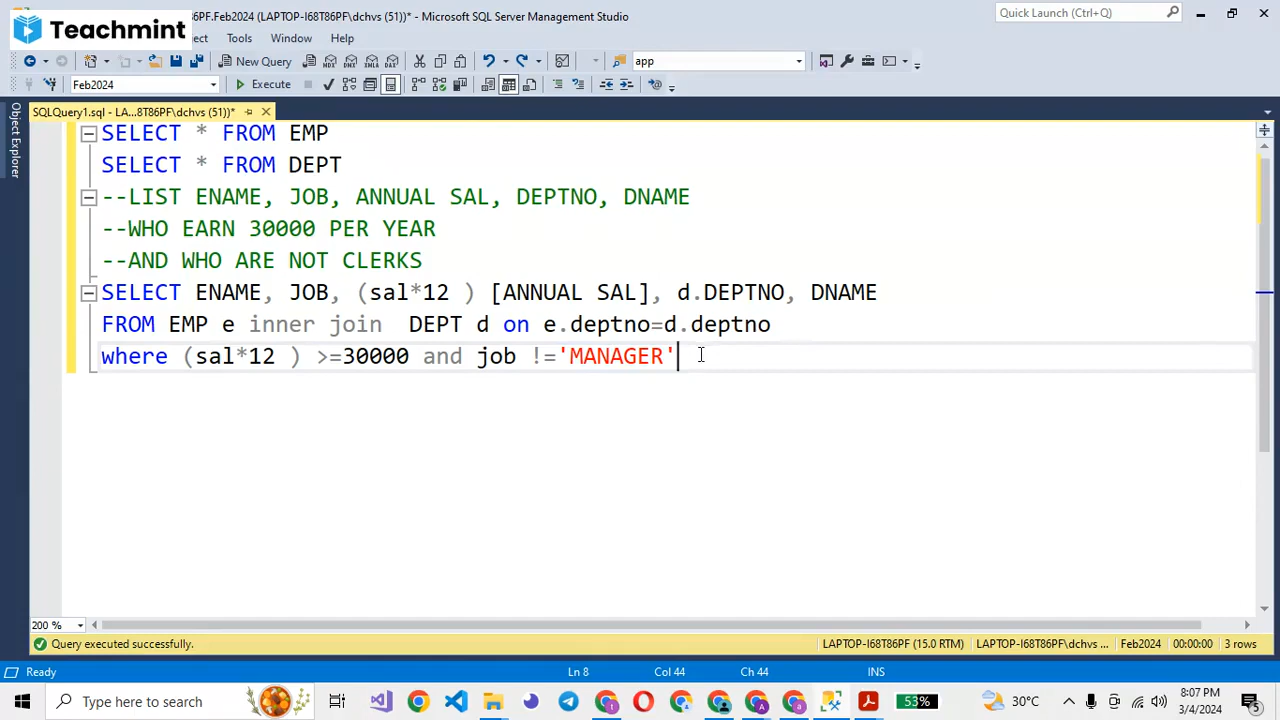 8T86PF.Feb2024 (LAPTOP-I68T86PF\dchvs (51))* - Microsoft SQL Server Management Studio
Quick Launch (Ctrl+Q)
Teachmint
Tools Window Help
New Query
app
Feb2024
Execute
SQLQuery1.sql - LA...8T86PF\dchvs (51))*
Object Explorer
SELECT * FROM EMP
SELECT * FROM DEPT
--LIST ENAME, JOB, ANNUAL SAL, DEPTNO, DNAME
--WHO EARN 30000 PER YEAR
--AND WHO ARE NOT CLERKS
SELECT ENAME, JOB, (sal*12 ) [ANNUAL SAL], d.DEPTNO, DNAME
FROM EMP e inner join  DEPT d on e.deptno=d.deptno
where (sal*12 ) >=30000 and job !='MANAGER'
200 %
Query executed successfully.
LAPTOP-I68T86PF (15.0 RTM)
LAPTOP-I68T86PF\dchvs ...
Feb2024
00:00:00
3 rows
Ready
Ln 8
Col 44
Ch 44
INS
Type here to search
53%
30°C
8:07 PM
3/4/2024
5